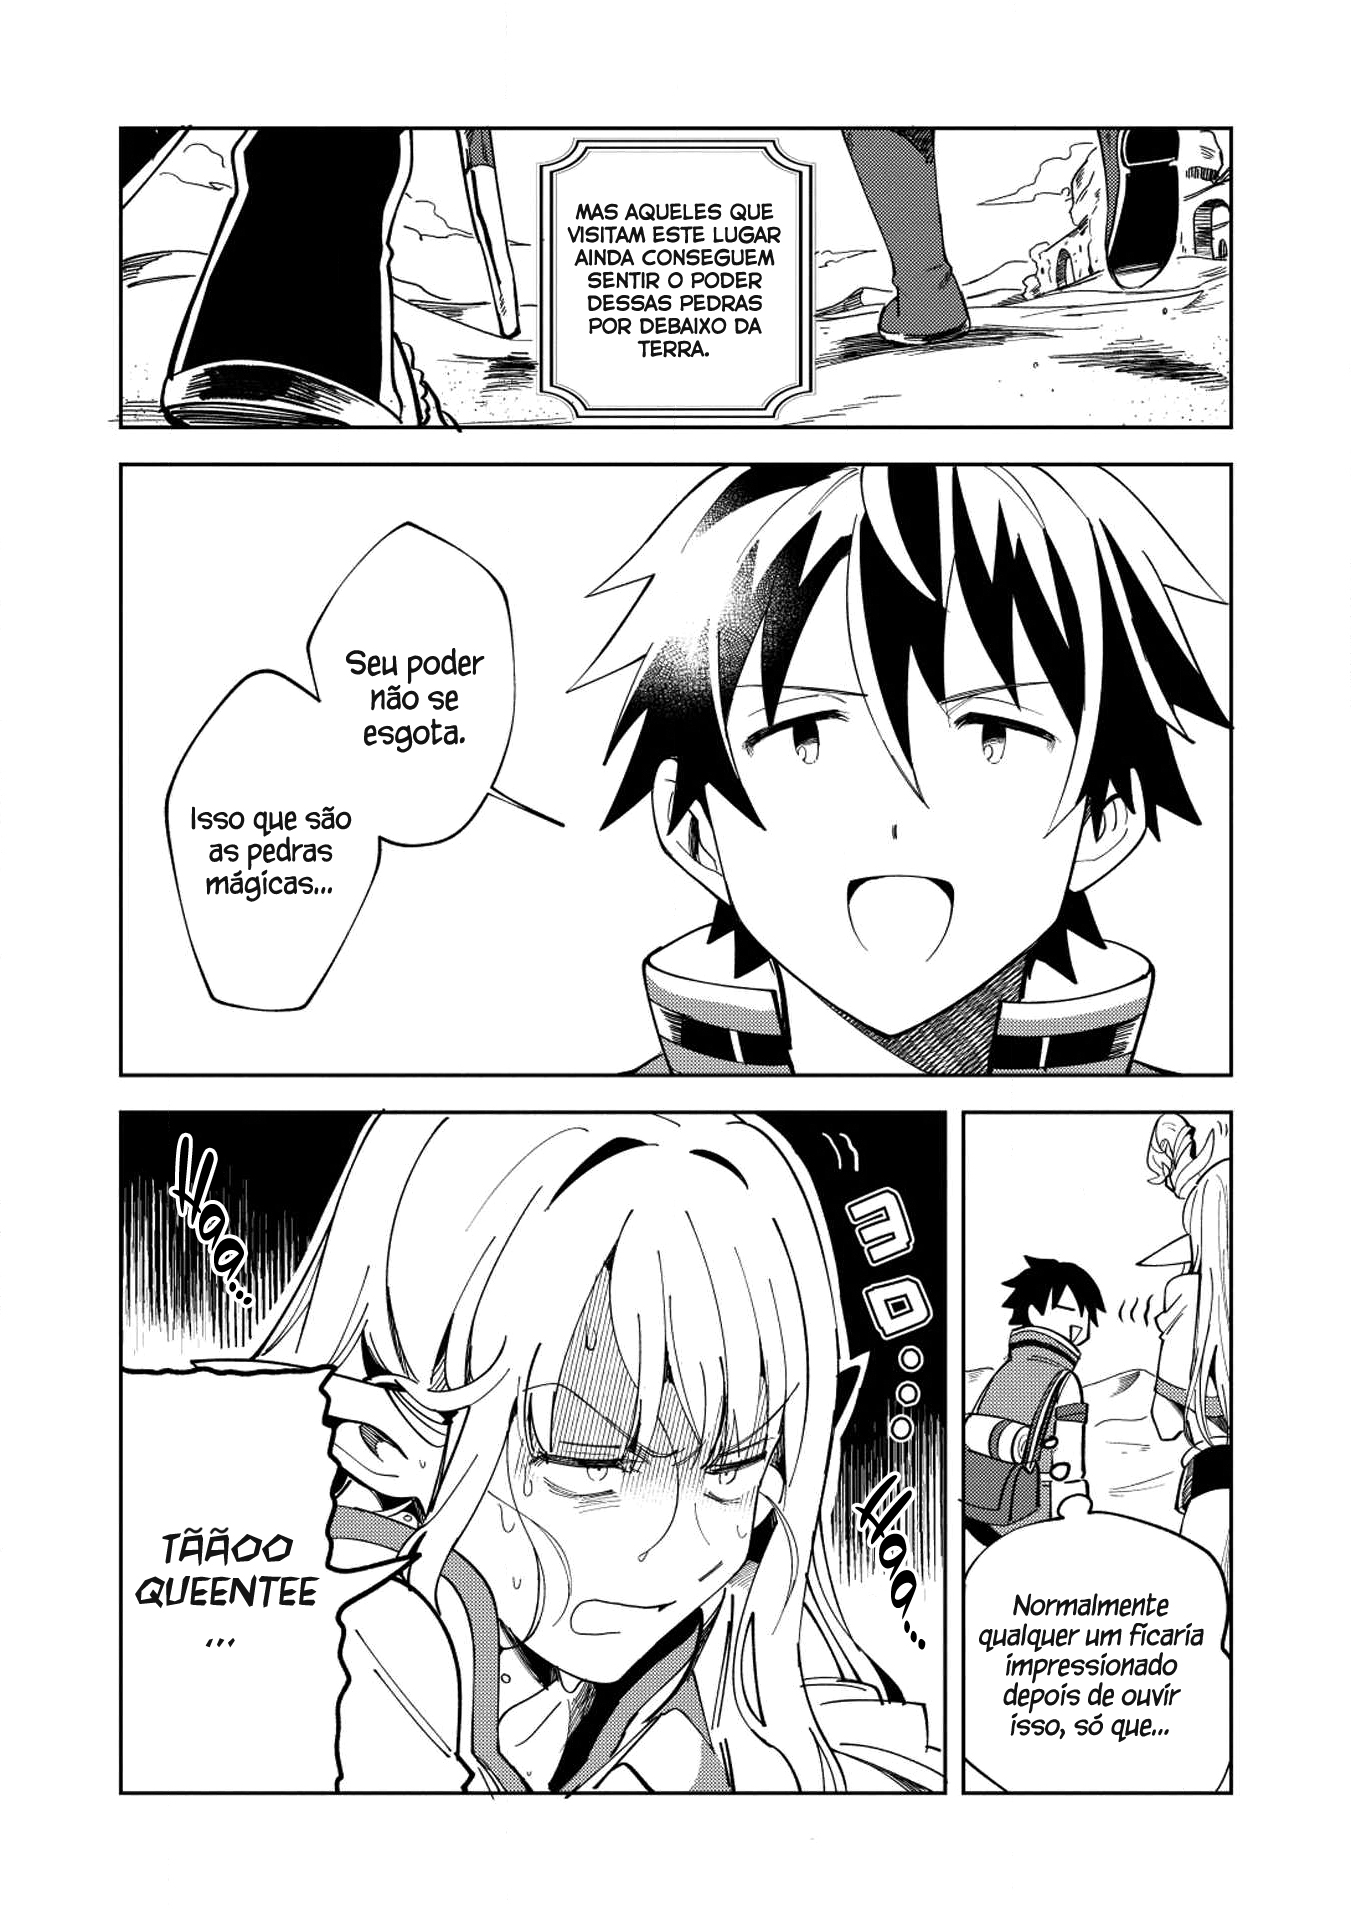 MAS AQUELES QUE
VISITAM ESTE LUGAR
AINDA CONSEGUEM
SENTIR O PODER
DESSAS PEDRAS
POR DEBAIXO DA
TERRA.
Seu poder
não se
esgota.
Isso que são
as pedras
mágicas...
Normalmente
qualquer um ficaria
impressionado
depois de ouvir
isso, só que...
ヨロ...
Haa...
Haa...
TÃÃOO
QUEENTEE
...